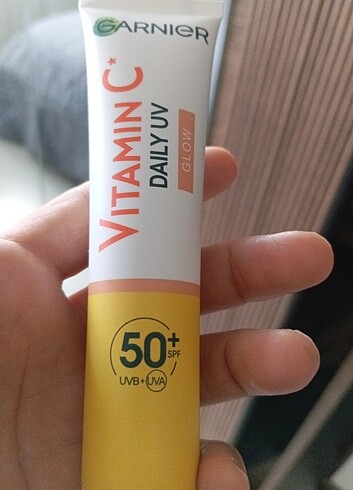 GARNIER
VITAMIN C*
DAILY UV
GLOW
50+
SPF
UVB+UVA